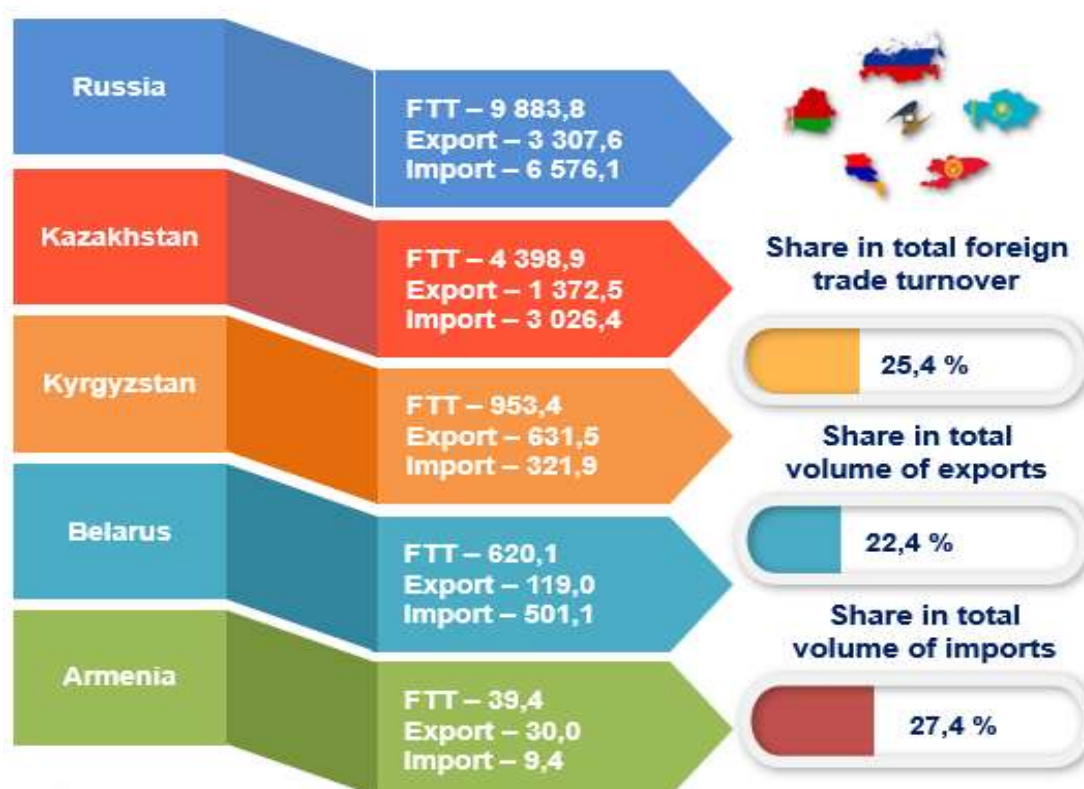 Russia
FTT – 9 883,8
Export – 3 307,6
Import – 6 576,1
Kazakhstan
FTT – 4 398,9
Export – 1 372,5
Import – 3 026,4
Kyrgyzstan
FTT – 953,4
Export – 631,5
Import – 321,9
Belarus
FTT – 620,1
Export – 119,0
Import – 501,1
Armenia
FTT – 39,4
Export – 30,0
Import – 9,4
Share in total foreign
trade turnover
25,4 %
Share in total
volume of exports
22,4 %
Share in total
volume of imports
27,4 %